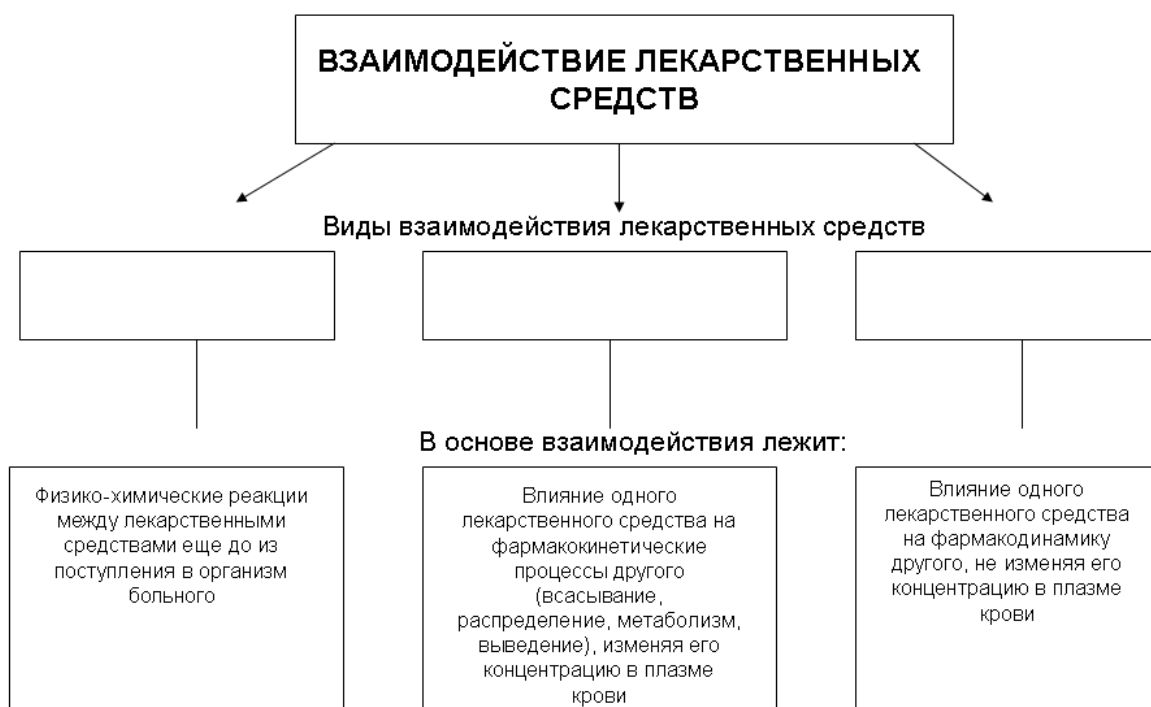 ВЗАИМОДЕЙСТВИЕ ЛЕКАРСТВЕННЫХ
СРЕДСТВ
Виды взаимодействия лекарственных средств
В основе взаимодействия лежит:
Физико-химические реакции
между лекарственными
средствами еще до из
поступления в организм
больного
Влияние одного
лекарственного средства на
фармакокинетические
процессы другого
(всасывание,
распределение, метаболизм,
выведение), изменяя его
концентрацию в плазме
крови
Влияние одного
лекарственного средства
на фармакодинамику
другого, не изменяя его
концентрацию в плазме
крови